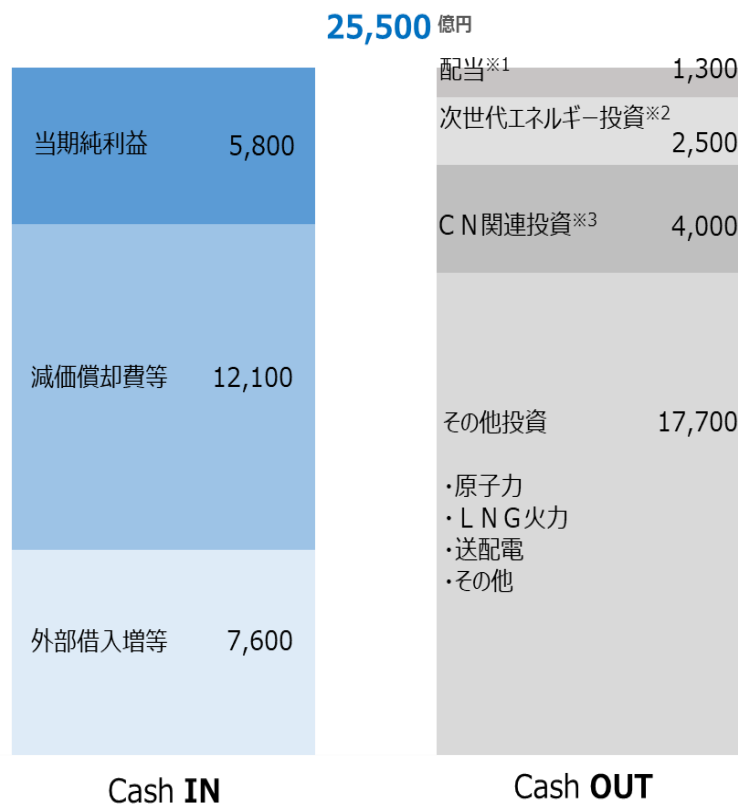 25,500 億円
当期純利益 5,800
減価償却費等 12,100
外部借入増等 7,600
Cash IN
配当※1 1,300
次世代エネルギー投資※2
2,500
ＣＮ関連投資※3 4,000
その他投資 17,700
・原子力
・ＬＮＧ火力
・送配電
・その他
Cash OUT